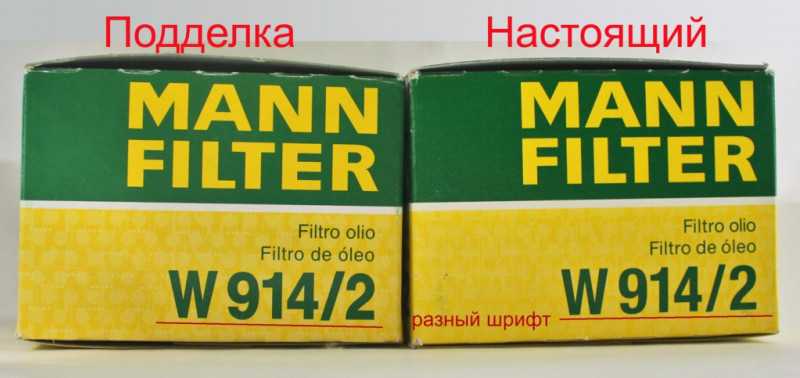 Подделка
Настоящий
MANN
FILTER
Filtro olio
Filtro de óleo
W 914/2
MANN
FILTER
Filtro olio
Filtro de óleo
W 914/2
разный шрифт